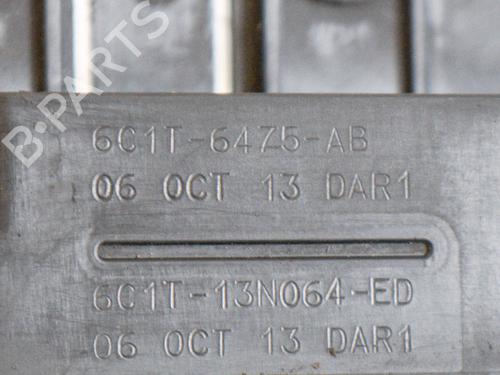 B-PARTS
6C1T-6475-AB
06 OCT 13 DAR1
6C1T-13N064-ED
06 OCT 13 DAR1